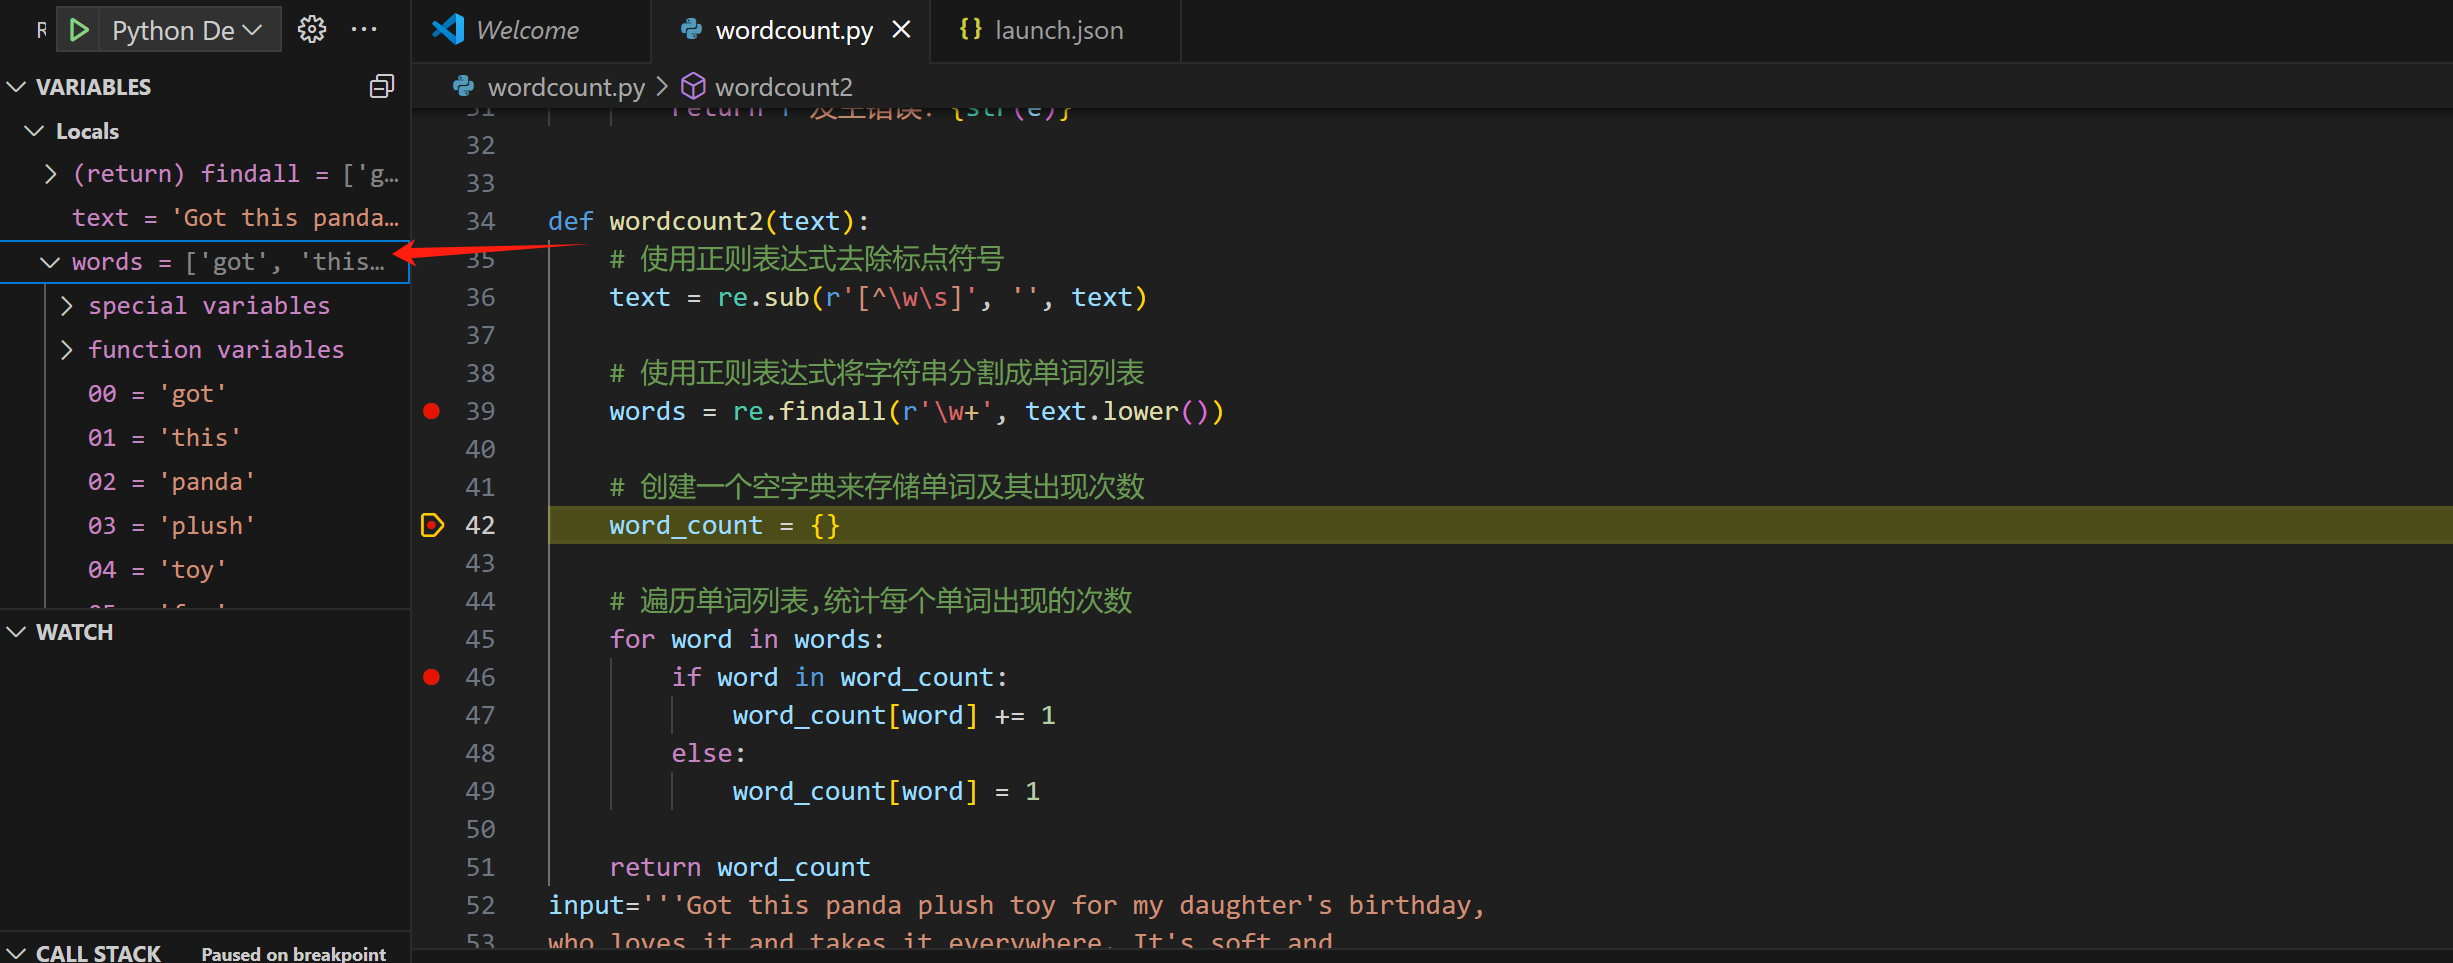 R Python De
VARIABLES
Locals
(return) findall = ['g…
text = 'Got this panda…
words = ['got', 'this…
special variables
function variables
00 = 'got'
01 = 'this'
02 = 'panda'
03 = 'plush'
04 = 'toy'
WATCH
CALL STACK Paused on breakpoint
Welcome wordcount.py {} launch.json
wordcount.py > wordcount2
31 return f"发生错误: {str(e)}
32
33
34 def wordcount2(text):
35 # 使用正则表达式去除标点符号
36 text = re.sub(r'[^\w\s]', '', text)
37
38 # 使用正则表达式将字符串分割成单词列表
39 words = re.findall(r'\w+', text.lower())
40
41 # 创建一个空字典来存储单词及其出现次数
42 word_count = {}
43
44 # 遍历单词列表,统计每个单词出现的次数
45 for word in words:
46 if word in word_count:
47 word_count[word] += 1
48 else:
49 word_count[word] = 1
50
51 return word_count
52 input='''Got this panda plush toy for my daughter's birthday,
53 who loves it and takes it everywhere. It's soft and